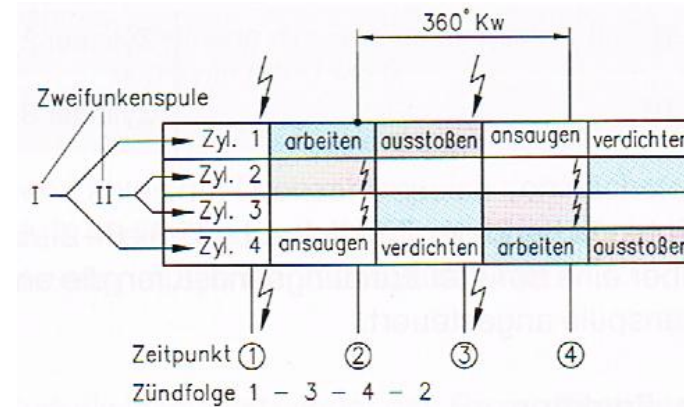 360° Kw
Zweifunkenspule
I II
Zyl. 1 arbeiten ausstoßen ansaugen verdichten
Zyl. 2
Zyl. 3
Zyl. 4 ansaugen verdichten arbeiten ausstoßen
Zeitpunkt 1 2 3 4
Zündfolge 1 – 3 – 4 – 2